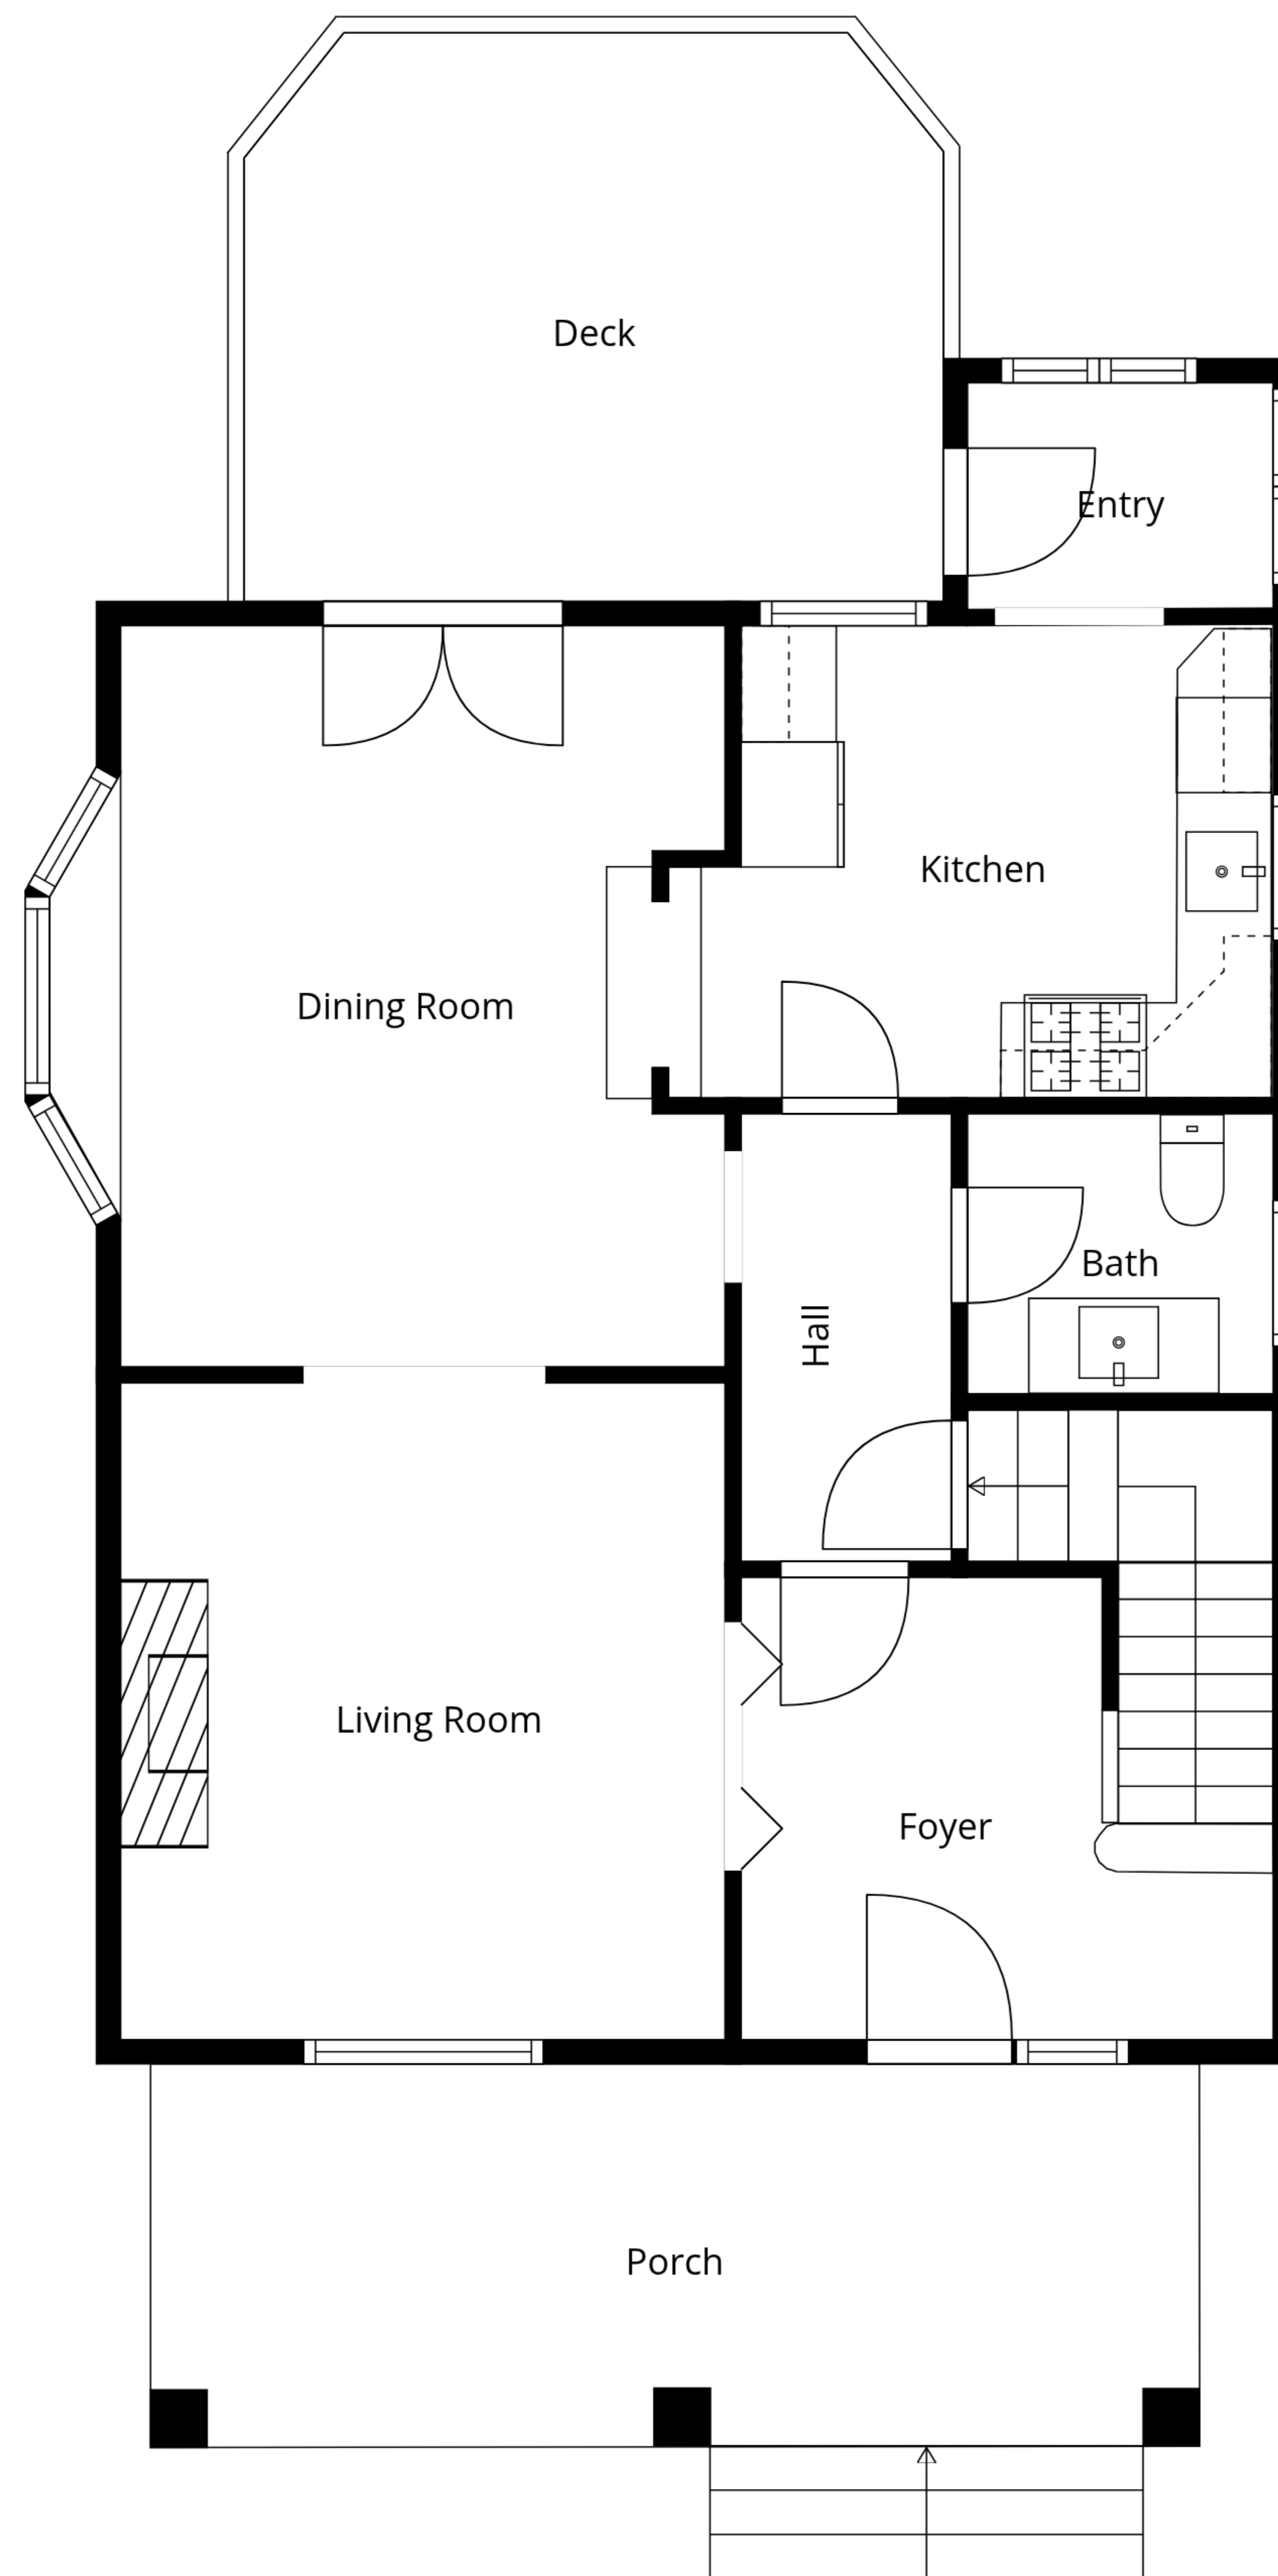 Deck
Entry
Kitchen
Dining Room
Bath
Hall
Living Room
Foyer
Porch